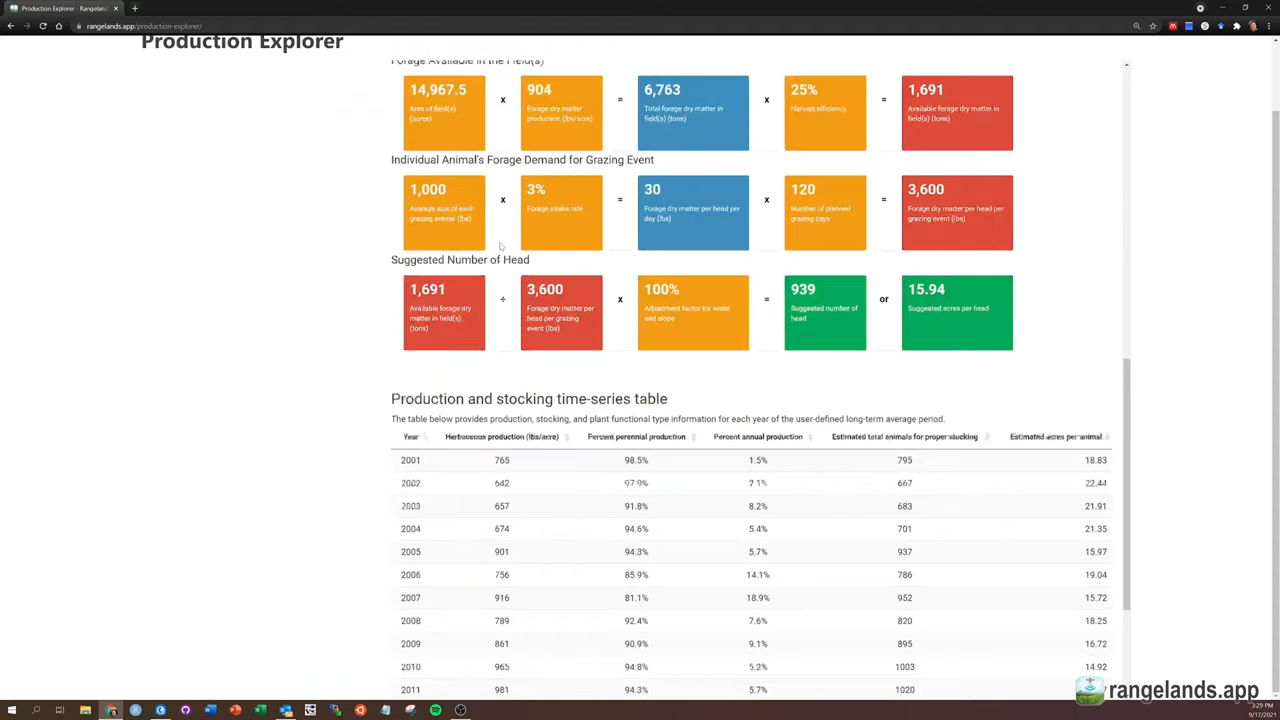 Production Explorer - Rangelan
rangelands.app/production-explorer/
Production Explorer
Forage Available in the Field(s)
14,967.5
Area of field(s)
(acres)
x
904
Forage dry matter
production (lbs/acre)
=
6,763
Total forage dry matter in
field(s) (tons)
x
25%
Harvest efficiency
=
1,691
Available forage dry matter in
field(s) (tons)
Individual Animal's Forage Demand for Grazing Event
1,000
Average size of each
grazing animal (lbs)
x
3%
Forage intake rate
=
30
Forage dry matter per head per
day (lbs)
x
120
Number of planned
grazing days
=
3,600
Forage dry matter per head per
grazing event (lbs)
Suggested Number of Head
1,691
Available forage dry
matter in field(s)
(tons)
÷
3,600
Forage dry matter per
head per grazing
event (lbs)
x
100%
Adjustment factor for water
and slope
=
939
Suggested number of
head
or
15.94
Suggested acres per head
Production and stocking time-series table
The table below provides production, stocking, and plant functional type information for each year of the user-defined long-term average period.
Year Herbaceous production (lbs/acre) Percent perennial production Percent annual production Estimated total animals for proper stocking Estimated acres per animal
2001 765 98.5% 1.5% 795 18.83
2002 642 97.9% 2.1% 667 22.44
2003 657 91.8% 8.2% 683 21.91
2004 674 94.6% 5.4% 701 21.35
2005 901 94.3% 5.7% 937 15.97
2006 756 85.9% 14.1% 786 19.04
2007 916 81.1% 18.9% 952 15.72
2008 789 92.4% 7.6% 820 18.25
2009 861 90.9% 9.1% 895 16.72
2010 965 94.8% 5.2% 1003 14.92
2011 981 94.3% 5.7% 1020
rangelands.app
3:29 PM
9/17/2021